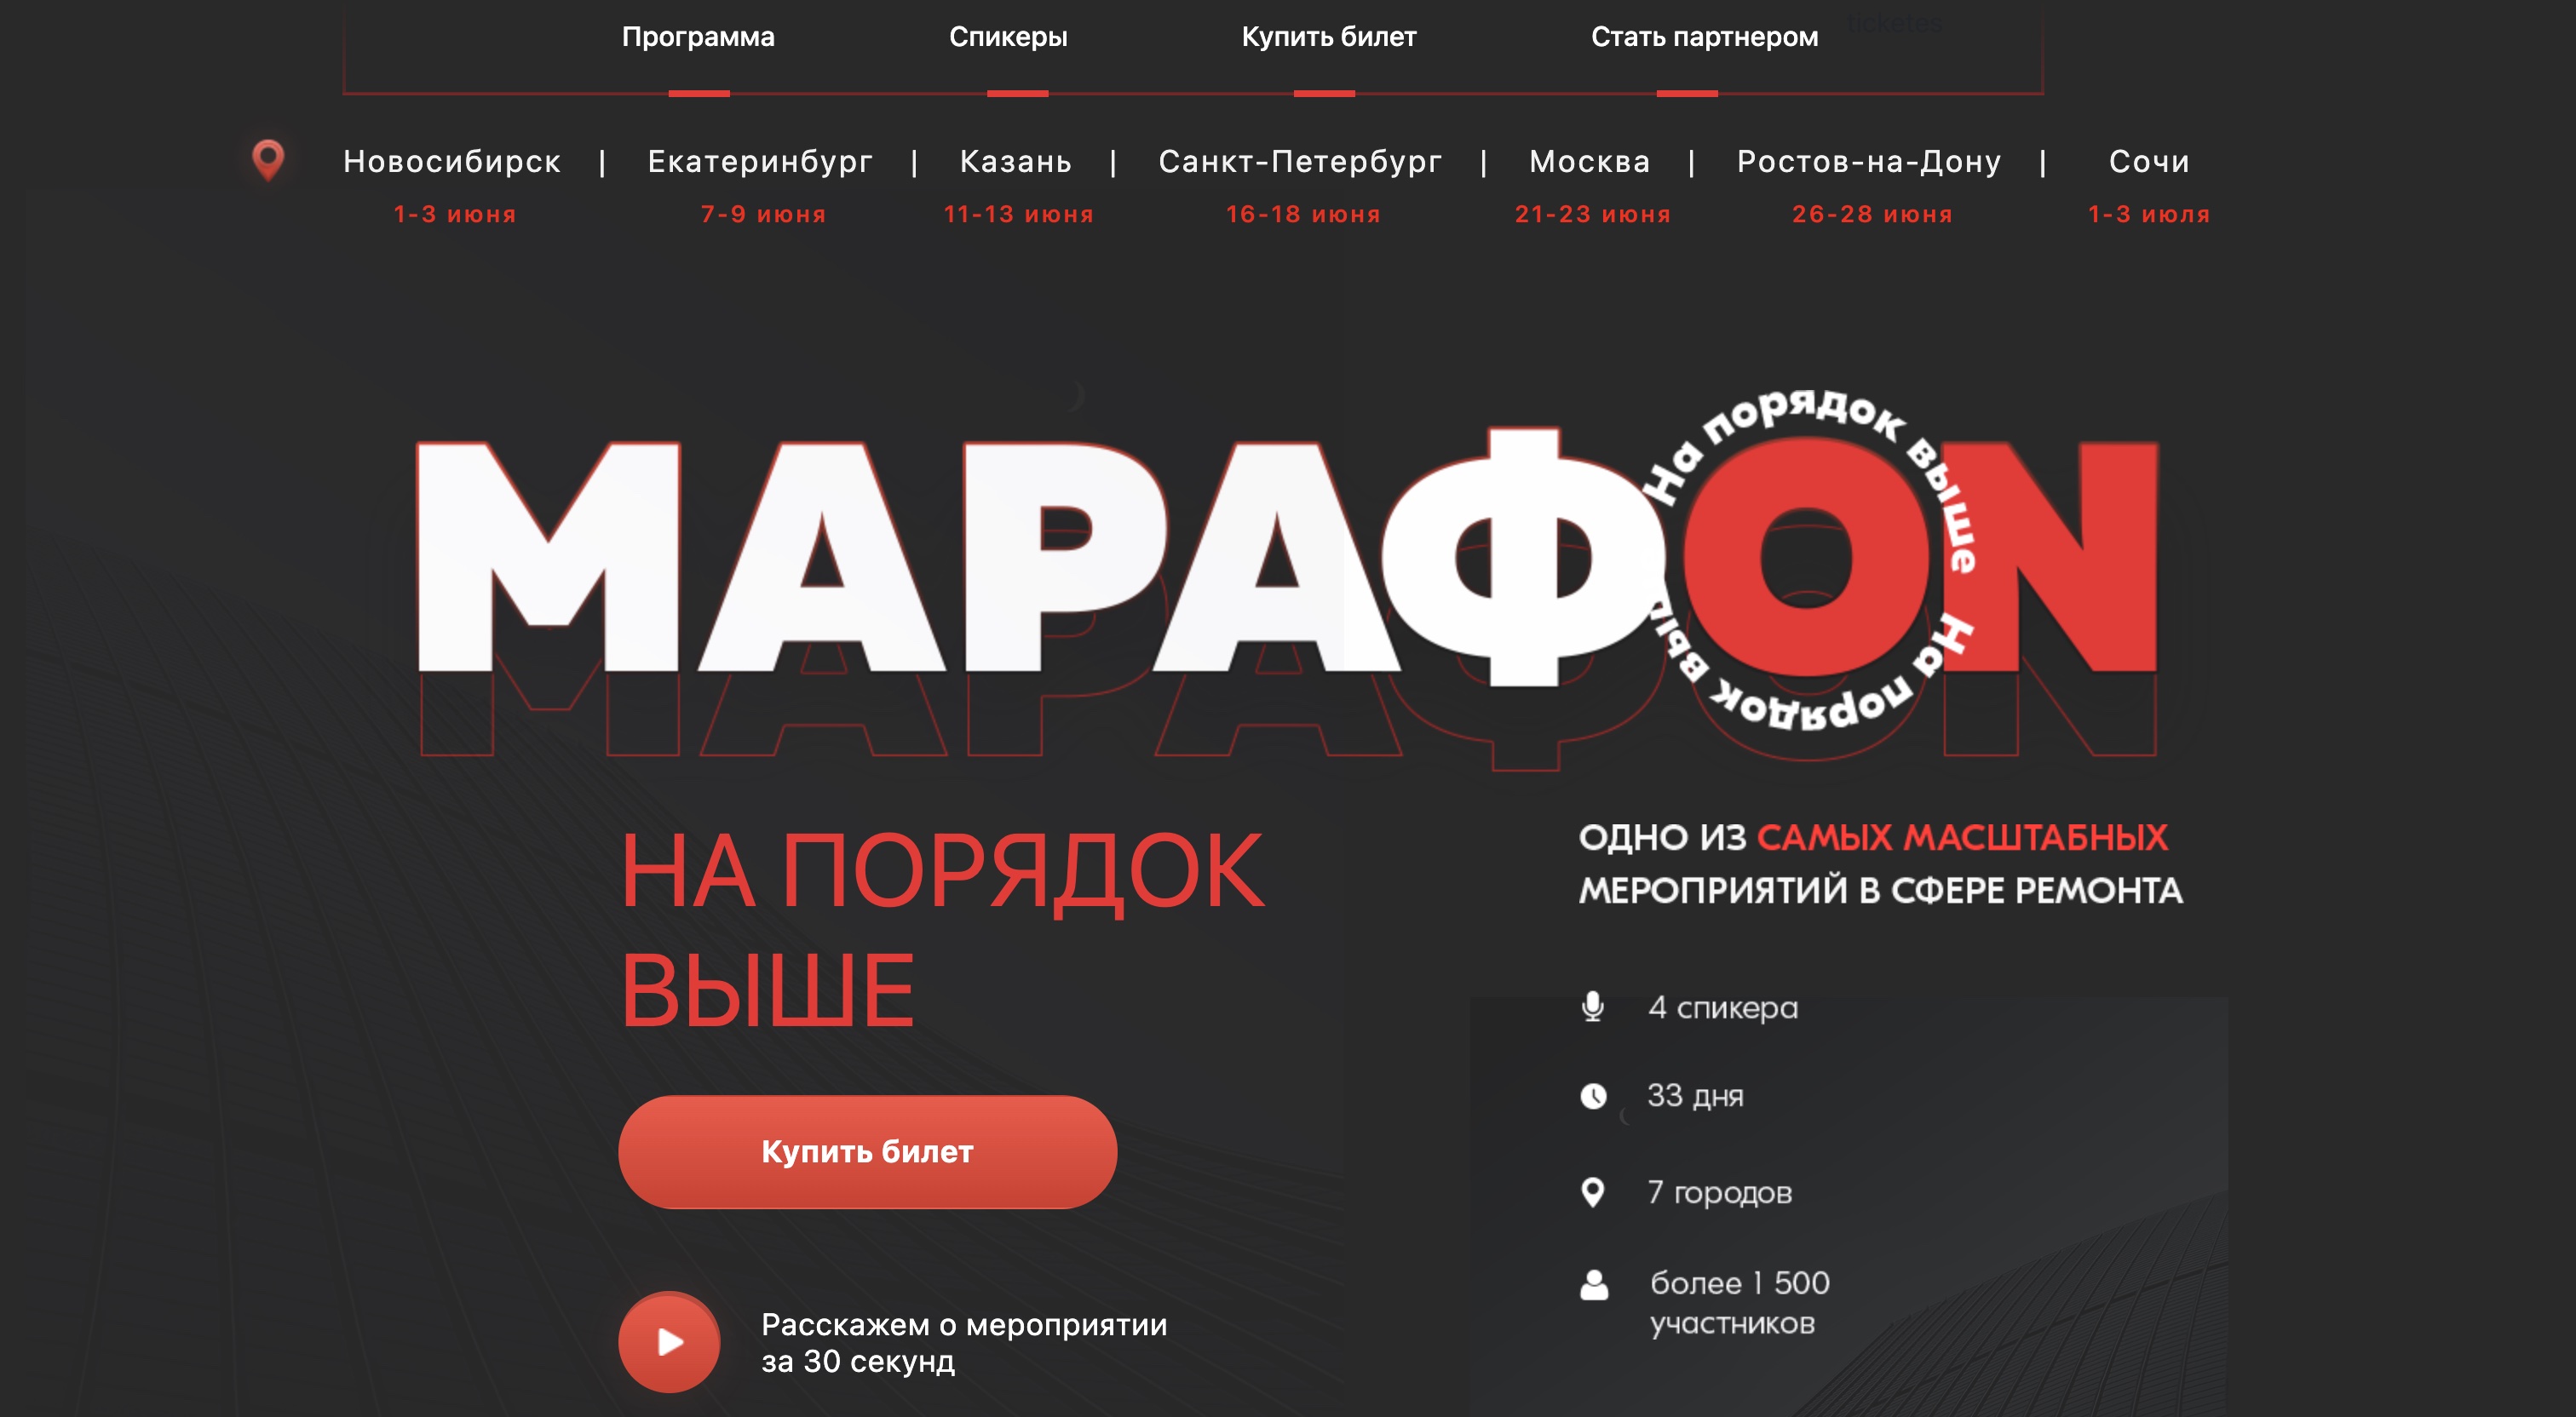 Программа Спикеры Купить билет Стать партнером ticketes
Новосибирск | Екатеринбург | Казань | Санкт-Петербург | Москва | Ростов-на-Дону | Сочи
1-3 июня 7-9 июня 11-13 июня 16-18 июня 21-23 июня 26-28 июня 1-3 июля
МАРАФОN
На порядок выше На порядок выш
НА ПОРЯДОК
ВЫШЕ
Купить билет
Расскажем о мероприятии
за 30 секунд
ОДНО ИЗ САМЫХ МАСШТАБНЫХ
МЕРОПРИЯТИЙ В СФЕРЕ РЕМОНТА
4 спикера
33 дня
7 городов
более 1 500
участников